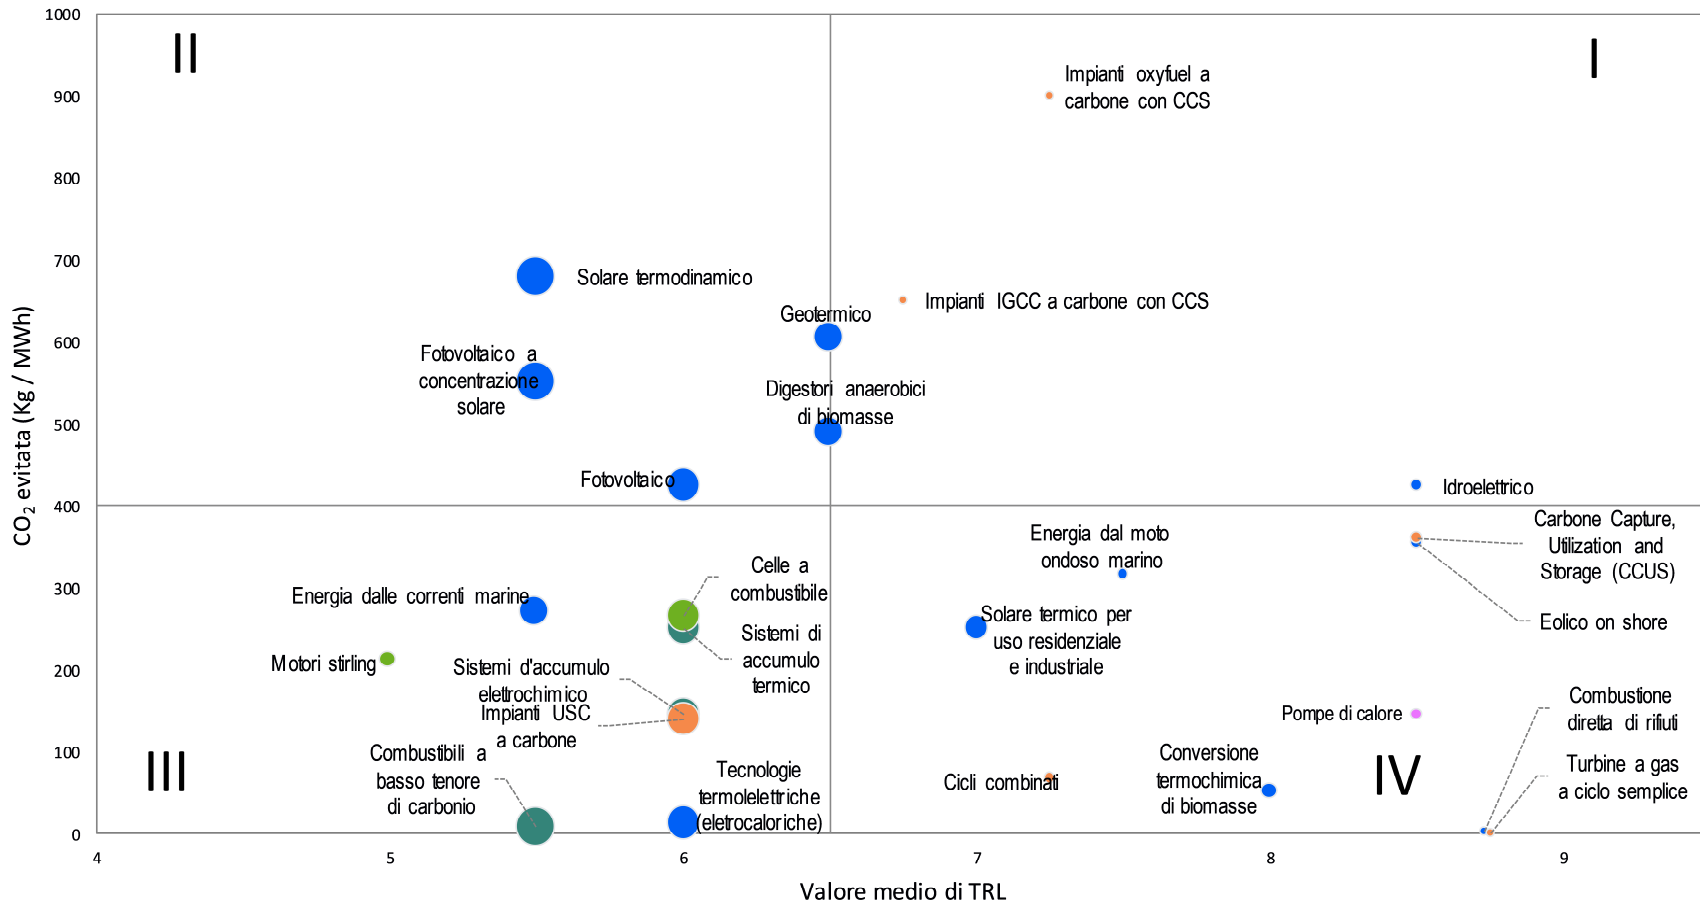 1000
II
I
Impianti oxyfuel a
carbone con CCS
900
800
700
Solare termodinamico
Impianti IGCC a carbone con CCS
Geotermico
600
Fotovoltaico a
concentrazione
solare
Digestori anaerobici
di biomasse
500
Fotovoltaico
Idroelettrico
400
CO2 evitata (Kg / MWh)
Energia dal moto
ondoso marino
Carbone Capture,
Utilization and
Storage (CCUS)
Celle a
combustibile
300
Energia dalle correnti marine
Solare termico per
uso residenziale
e industriale
Eolico on shore
Sistemi di
accumulo
termico
Motori stirling
200
Sistemi d'accumulo
elettrochimico
Impianti USC
a carbone
Pompe di calore
Combustione
diretta di rifiuti
100
III
IV
Combustibili a
basso tenore
di carbonio
Tecnologie
termolelettriche
(eletrocaloriche)
Cicli combinati
Conversione
termochimica
di biomasse
Turbine a gas
a ciclo semplice
0
4
5
6
7
8
9
Valore medio di TRL